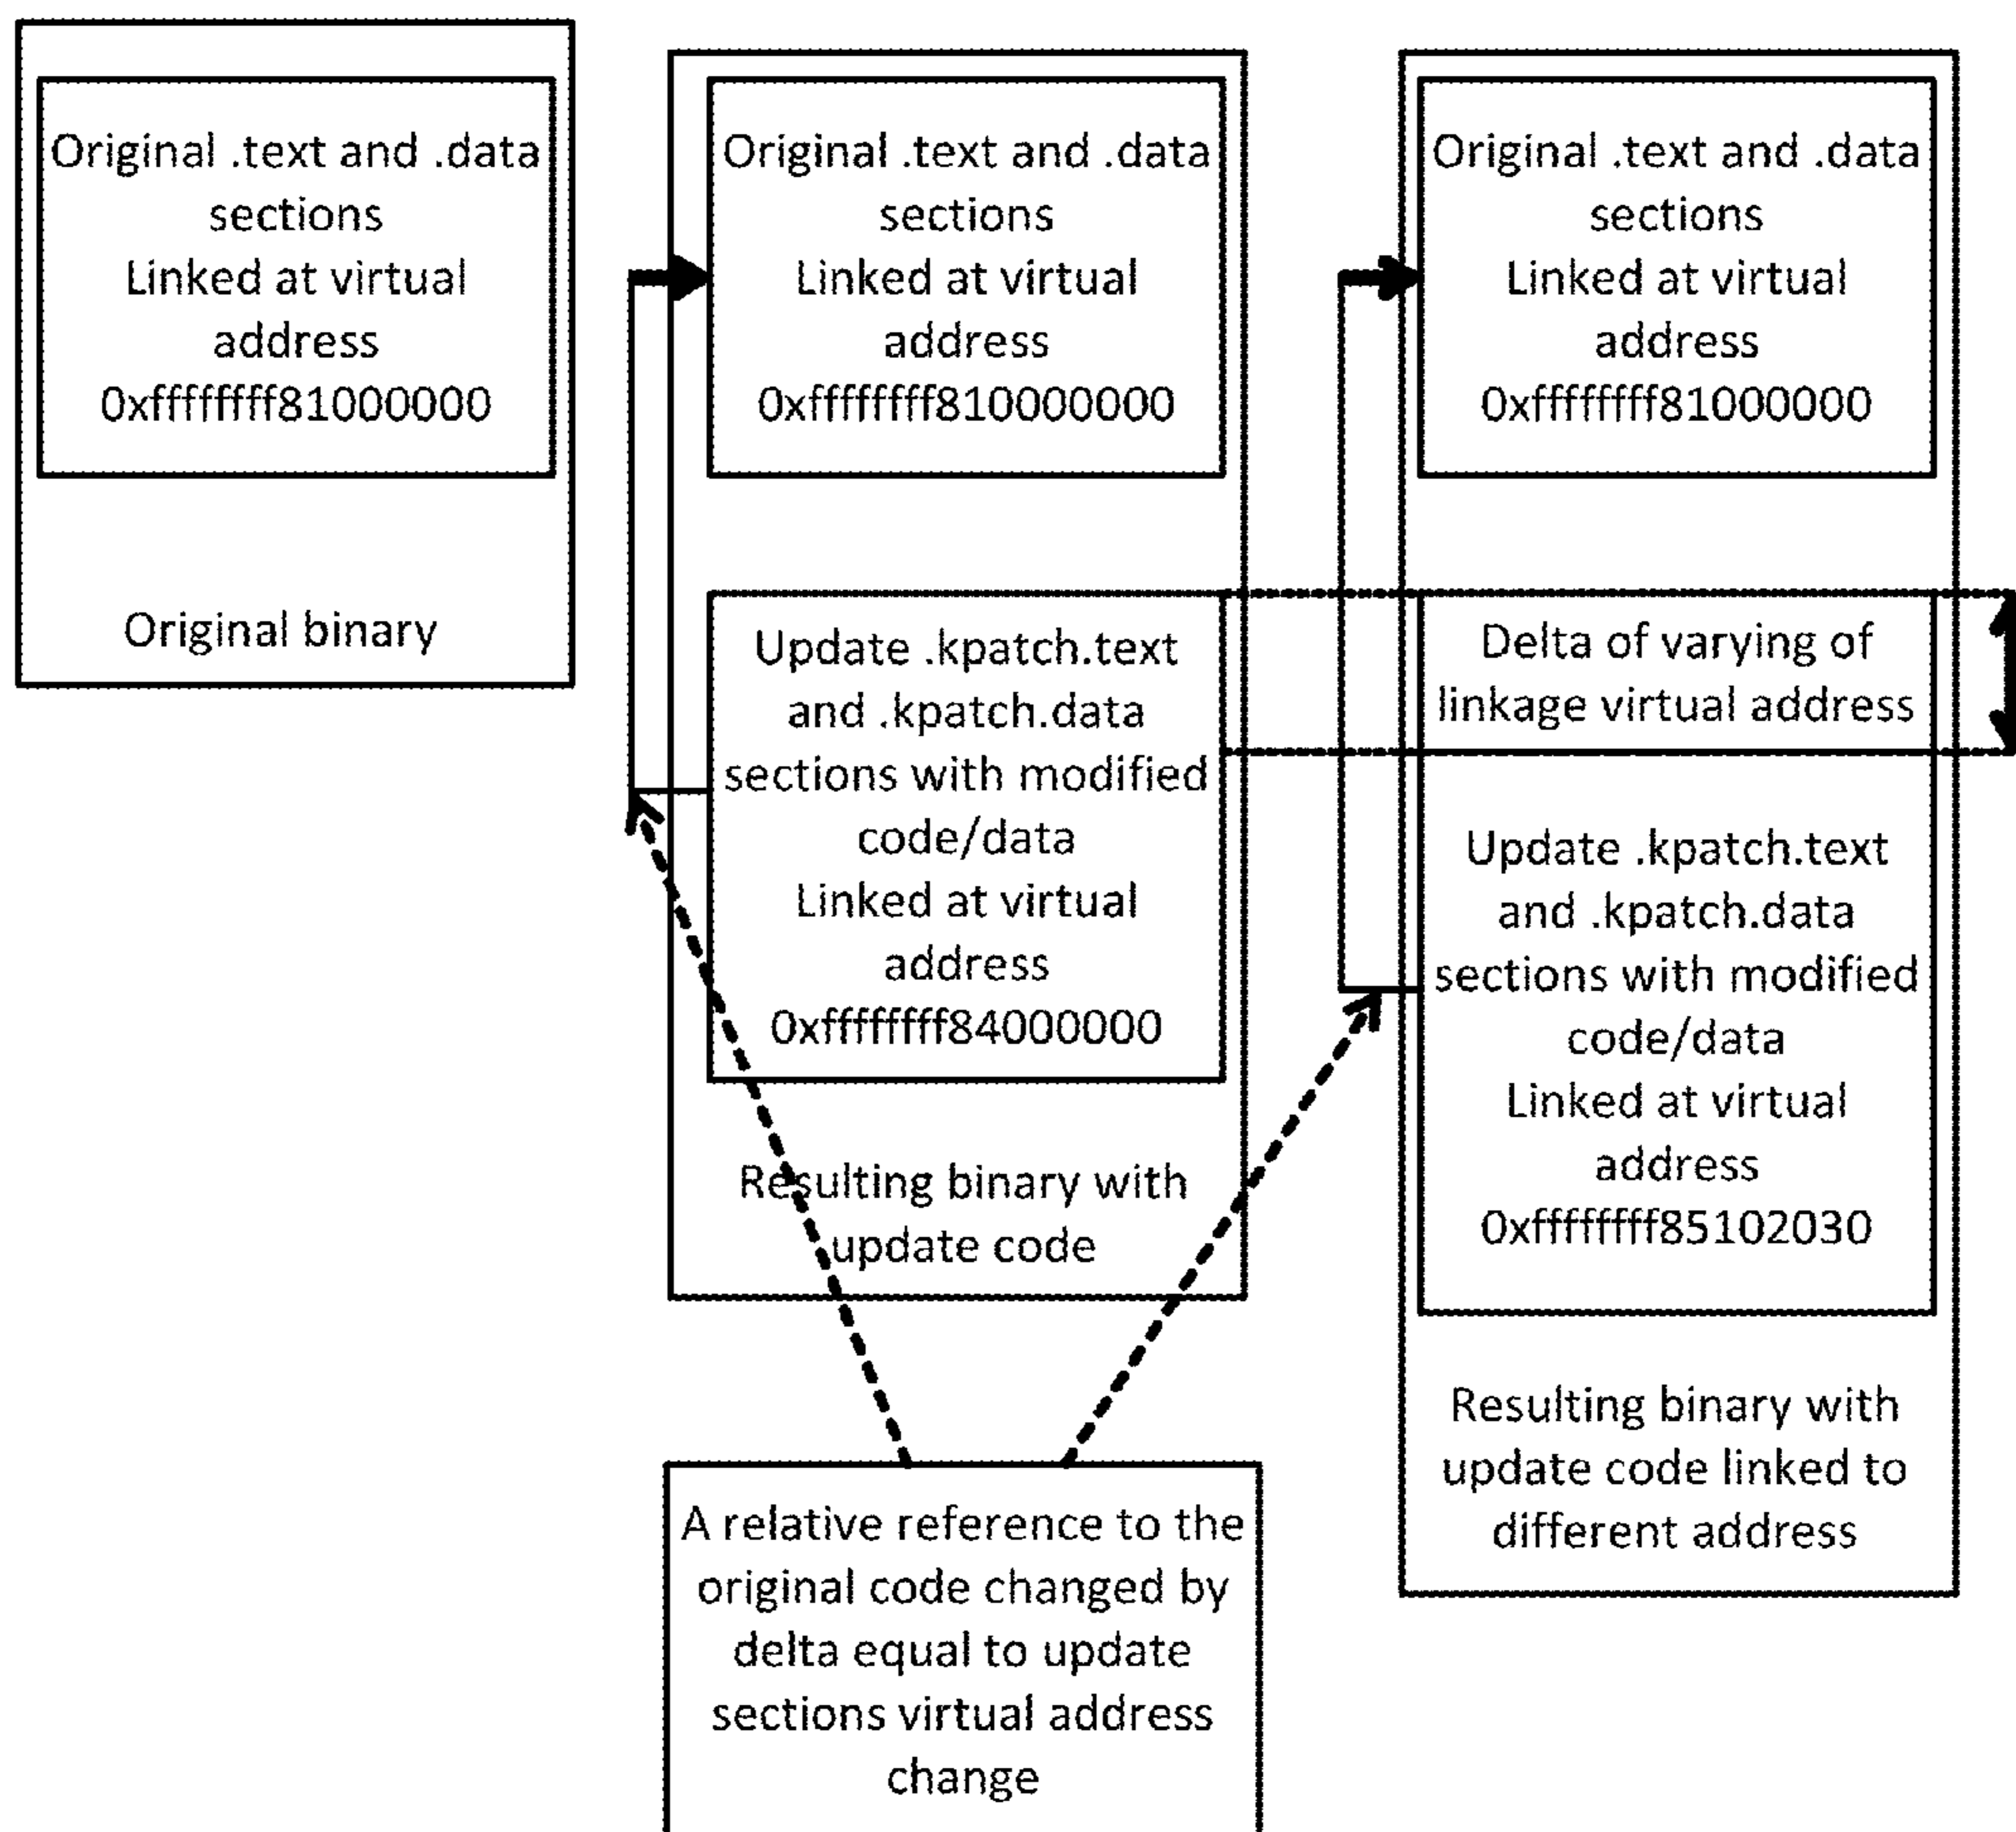 Original .text and .data
sections
Linked at virtual
address
0xffffffff81000000
Original binary
Original .text and .data
sections
Linked at virtual
address
0xffffffff810000000
Update .kpatch.text
and .kpatch.data
sections with modified
code/data
Linked at virtual
address
0xffffffff84000000
Resulting binary with
update code
Original .text and .data
sections
Linked at virtual
address
0xffffffff81000000
Delta of varying of
linkage virtual address
Update .kpatch.text
and .kpatch.data
sections with modified
code/data
Linked at virtual
address
0xffffffff85102030
Resulting binary with
update code linked to
different address
A relative reference to the
original code changed by
delta equal to update
sections virtual address
change